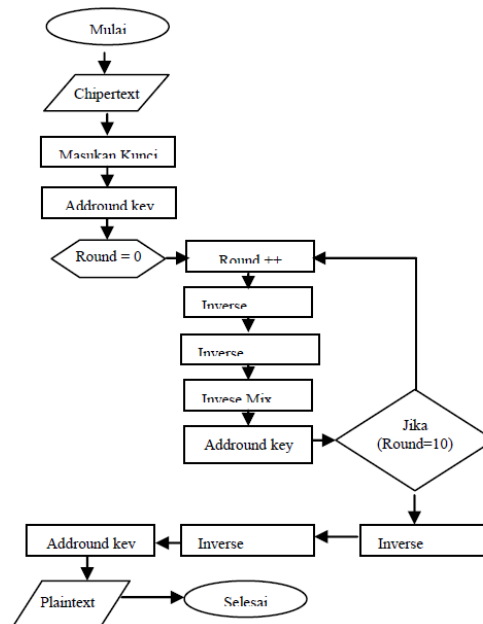 Mulai
Chipertext
Masukan Kunci
Addround key
Round = 0
Round ++
Inverse
Inverse
Invese Mix
Addround key
Jika
(Round=10)
Inverse
Inverse
Addround key
Plaintext
Selesai